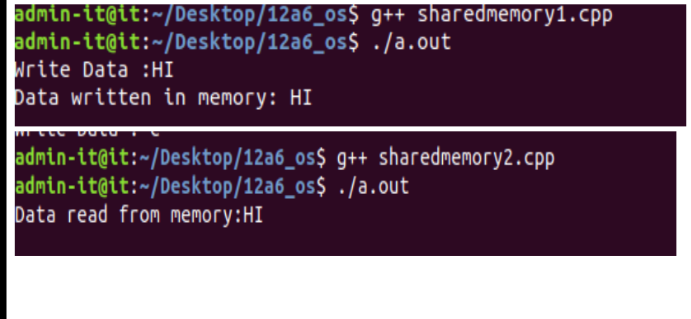 admin-it@it:~/Desktop/12a6_os$ g++ sharedmemory1.cpp
admin-it@it:~/Desktop/12a6_os$ ./a.out
Write Data :HI
Data written in memory: HI
admin-it@it:~/Desktop/12a6_os$ g++ sharedmemory2.cpp
admin-it@it:~/Desktop/12a6_os$ ./a.out
Data read from memory:HI